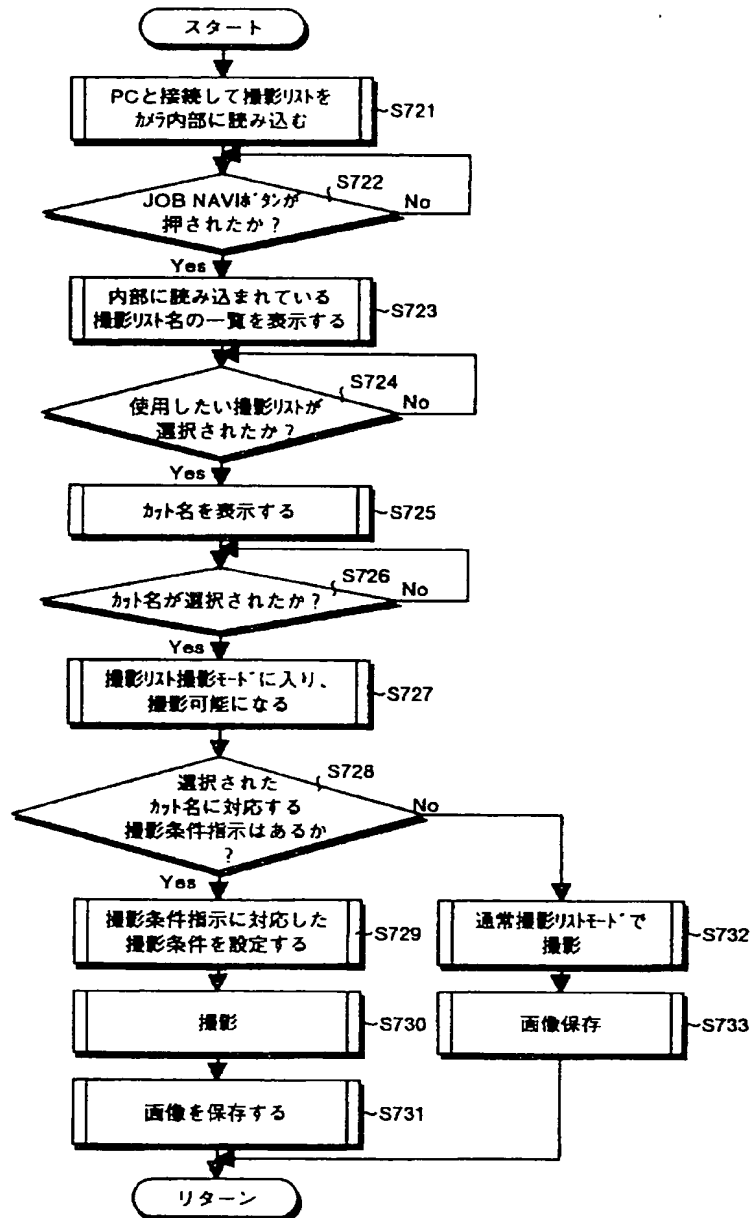 スタート
PCと接続して撮影リストを
カメラ内部に読み込む
S721
S722
JOB NAVIボタンが
押されたか?
No
Yes
内部に読み込まれている
撮影リスト名の一覧を表示する
S723
S724
使用したい撮影リストが
選択されたか?
No
Yes
カット名を表示する
S725
S726
カット名が選択されたか?
No
Yes
撮影リスト撮影モードに入り、
撮影可能になる
S727
S728
選択された
カット名に対応する
撮影条件指示はあるか
?
No
Yes
撮影条件指示に対応した
撮影条件を設定する
S729
通常撮影リストモードで
撮影
S732
撮影
S730
画像保存
S733
画像を保存する
S731
リターン